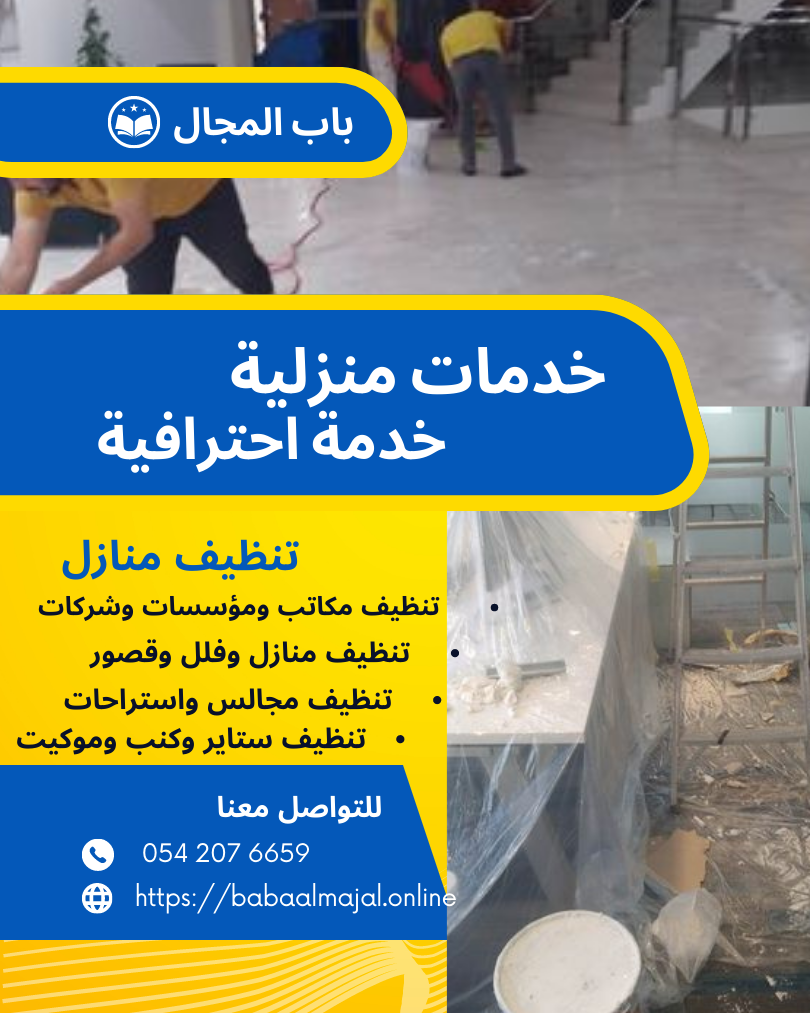 باب المجال
خدمات منزلية
خدمة احترافية
تنظيف منازل
تنظيف مكاتب ومؤسسات وشركات
تنظيف منازل وفلل وقصور
تنظيف مجالس واستراحات
تنظيف ستاير وكنب وموكيت
للتواصل معنا
054 207 6659
https://babaalmajal.online